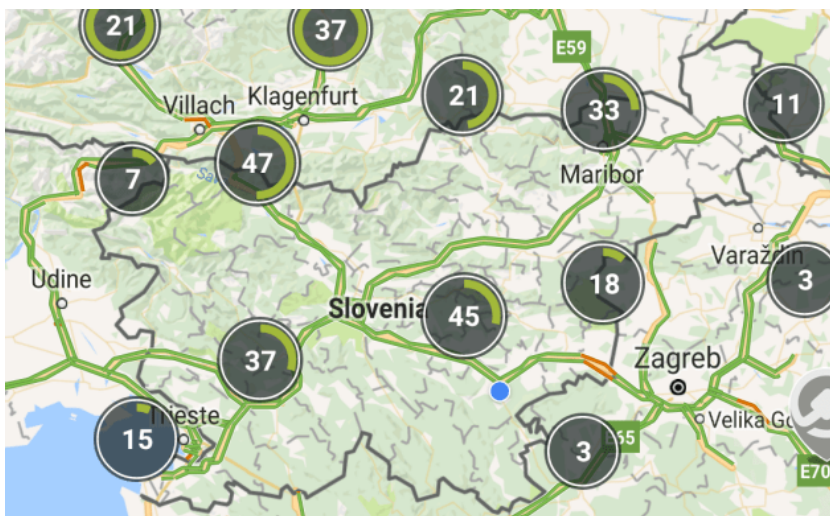 21
37
E59
21
33
11
Villach
Klagenfurt
47
7
Maribor
Udine
Varaždin
18
3
Slovenia
45
37
Zagreb
15
Trieste
Velika Go
3
E65
E70